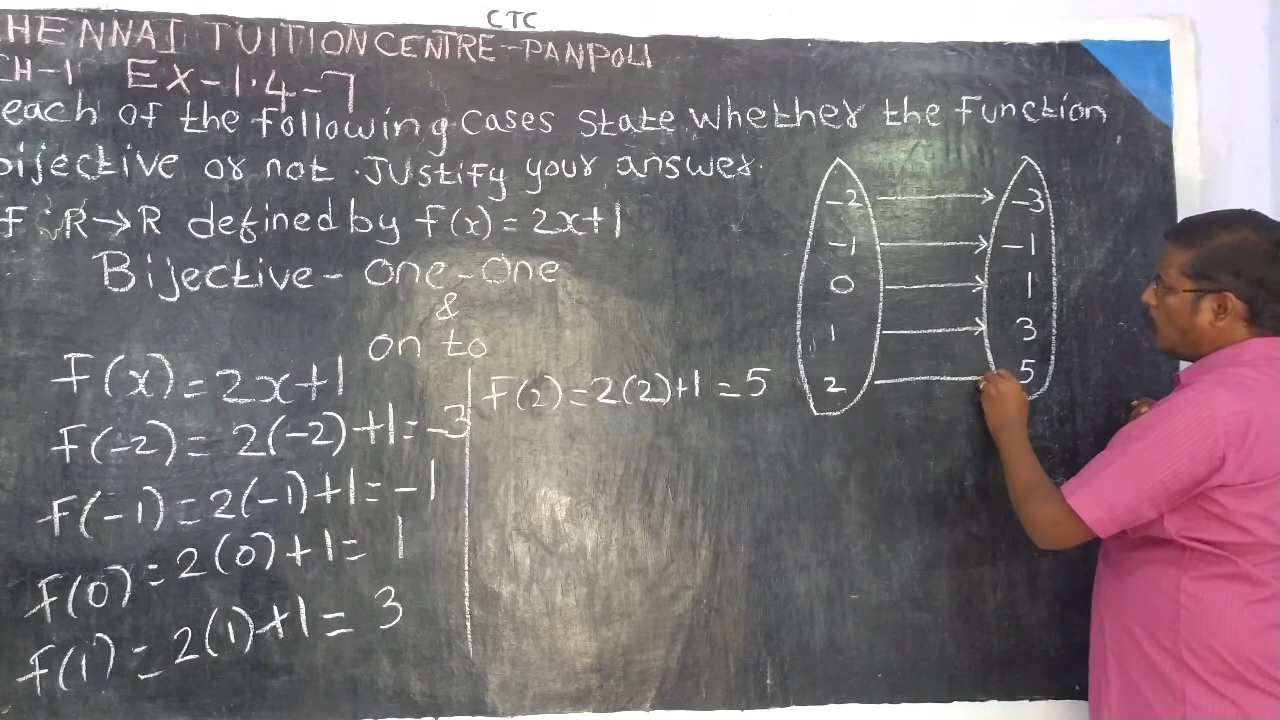 CTC
HENNAI TUITION CENTRE-PANPOLI
CH-1 EX-1.4-7
each of the following cases state whether the function
bijective or not. Justify your answer.
f: R→R defined by f(x)=2x+1
Bijective - one-one
&
on to
f(x)=2x+1
f(-2)=2(-2)+1=-3
f(-1)=2(-1)+1=-1
f(0)=2(0)+1=1
f(1)=2(1)+1=3
f(2)=2(2)+1=5
-2 → -3
-1 → -1
0 → 1
1 → 3
2 → 5